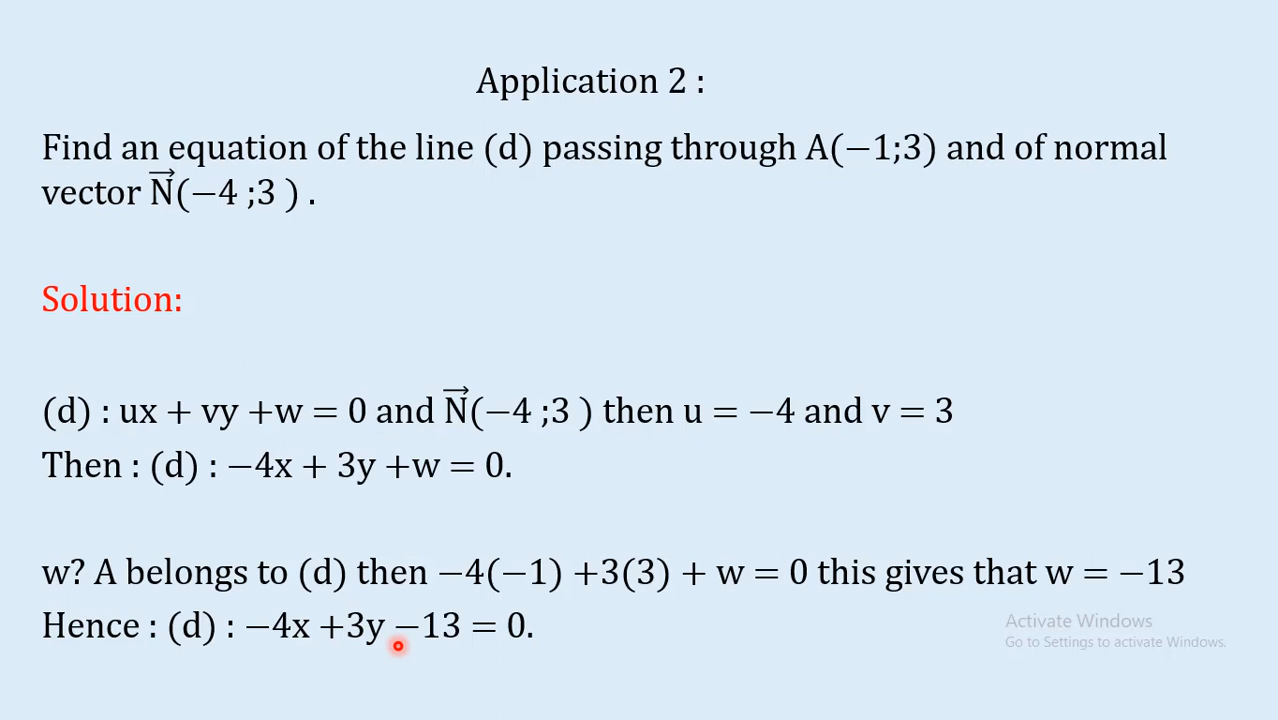 Application 2 :
Find an equation of the line (d) passing through A(−1;3) and of normal
vector N⃗(−4 ;3 ) .
Solution:
(d) : ux + vy +w = 0 and N⃗(−4 ;3 ) then u = −4 and v = 3
Then : (d) : −4x + 3y +w = 0.
w? A belongs to (d) then −4(−1) +3(3) + w = 0 this gives that w = −13
Hence : (d) : −4x +3y −13 = 0.
Activate Windows
Go to Settings to activate Windows.